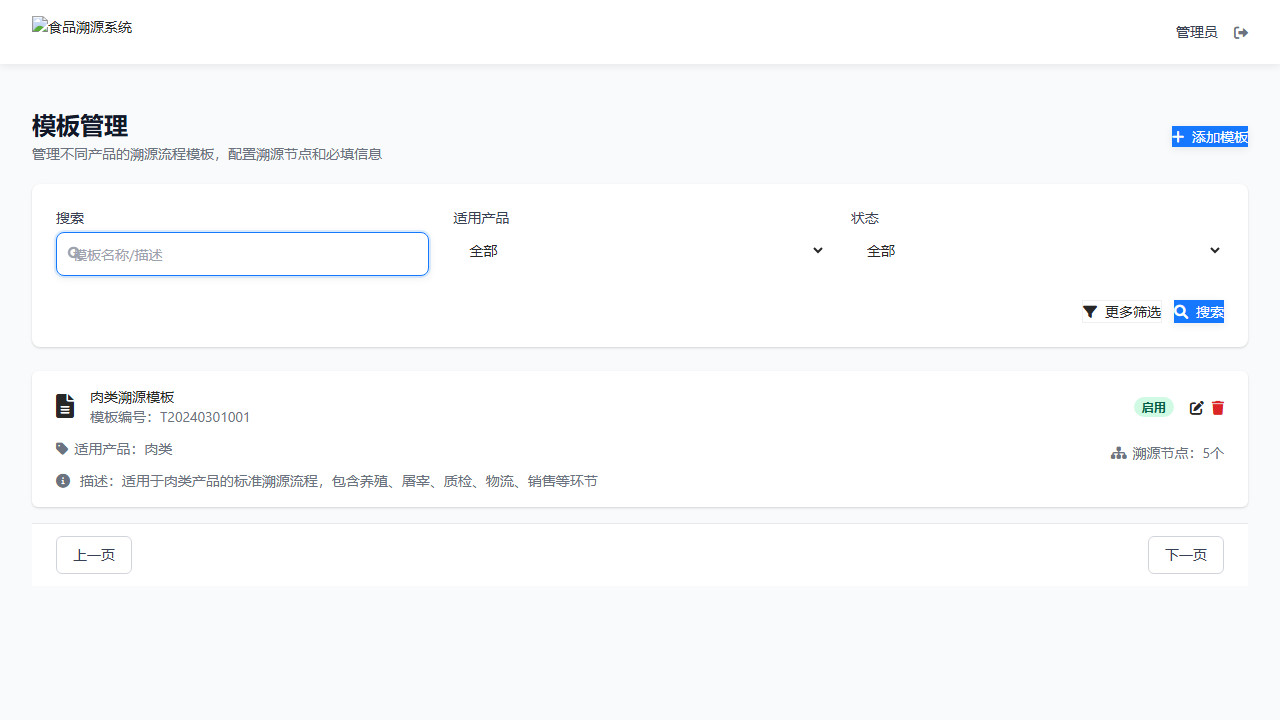 食品溯源系统
管理员
模板管理
管理不同产品的溯源流程模板，配置溯源节点和必填信息
添加模板
搜索
适用产品
状态
模板名称/描述
全部
全部
更多筛选
搜索
肉类溯源模板
模板编号：T20240301001
启用
适用产品：肉类
溯源节点：5个
描述：适用于肉类产品的标准溯源流程，包含养殖、屠宰、质检、物流、销售等环节
上一页
下一页